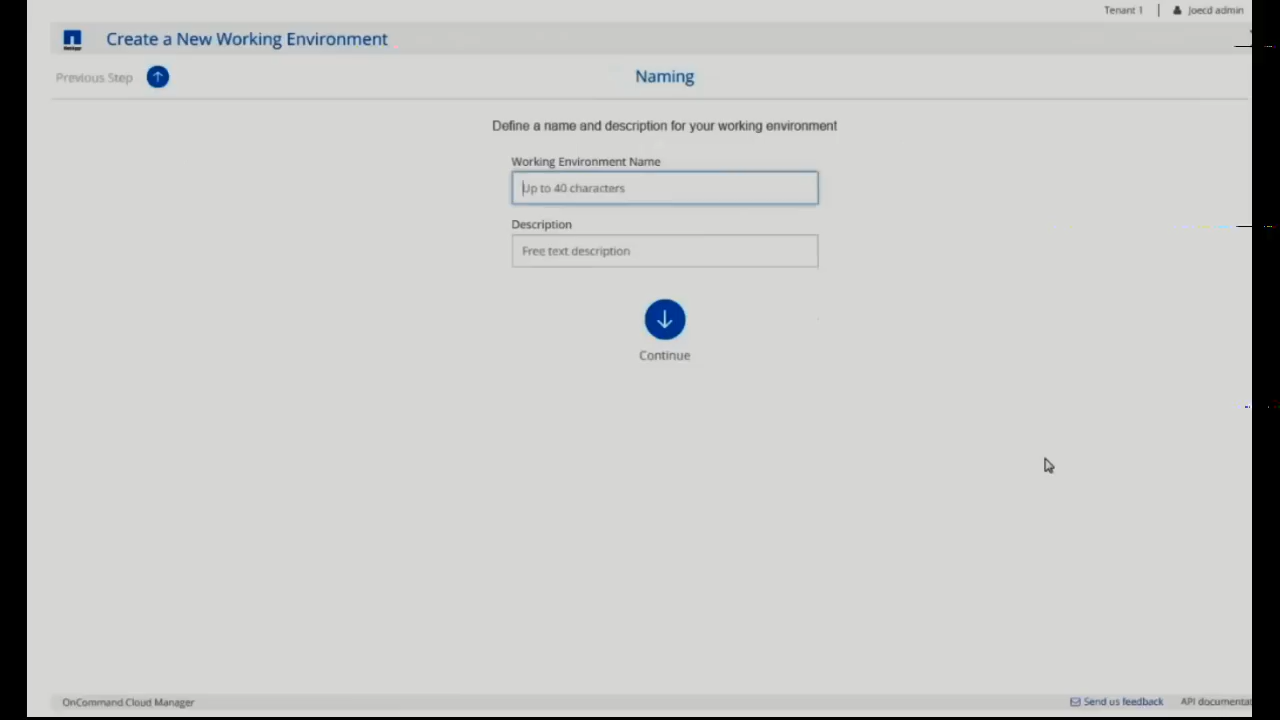 Tenant 1 | Joecd admin
Create a New Working Environment
Previous Step
Naming
Define a name and description for your working environment
Working Environment Name
Up to 40 characters
Description
Free text description
Continue
OnCommand Cloud Manager
Send us feedback
API documentat